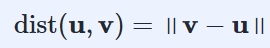 dist(u, v) = || v − u ||